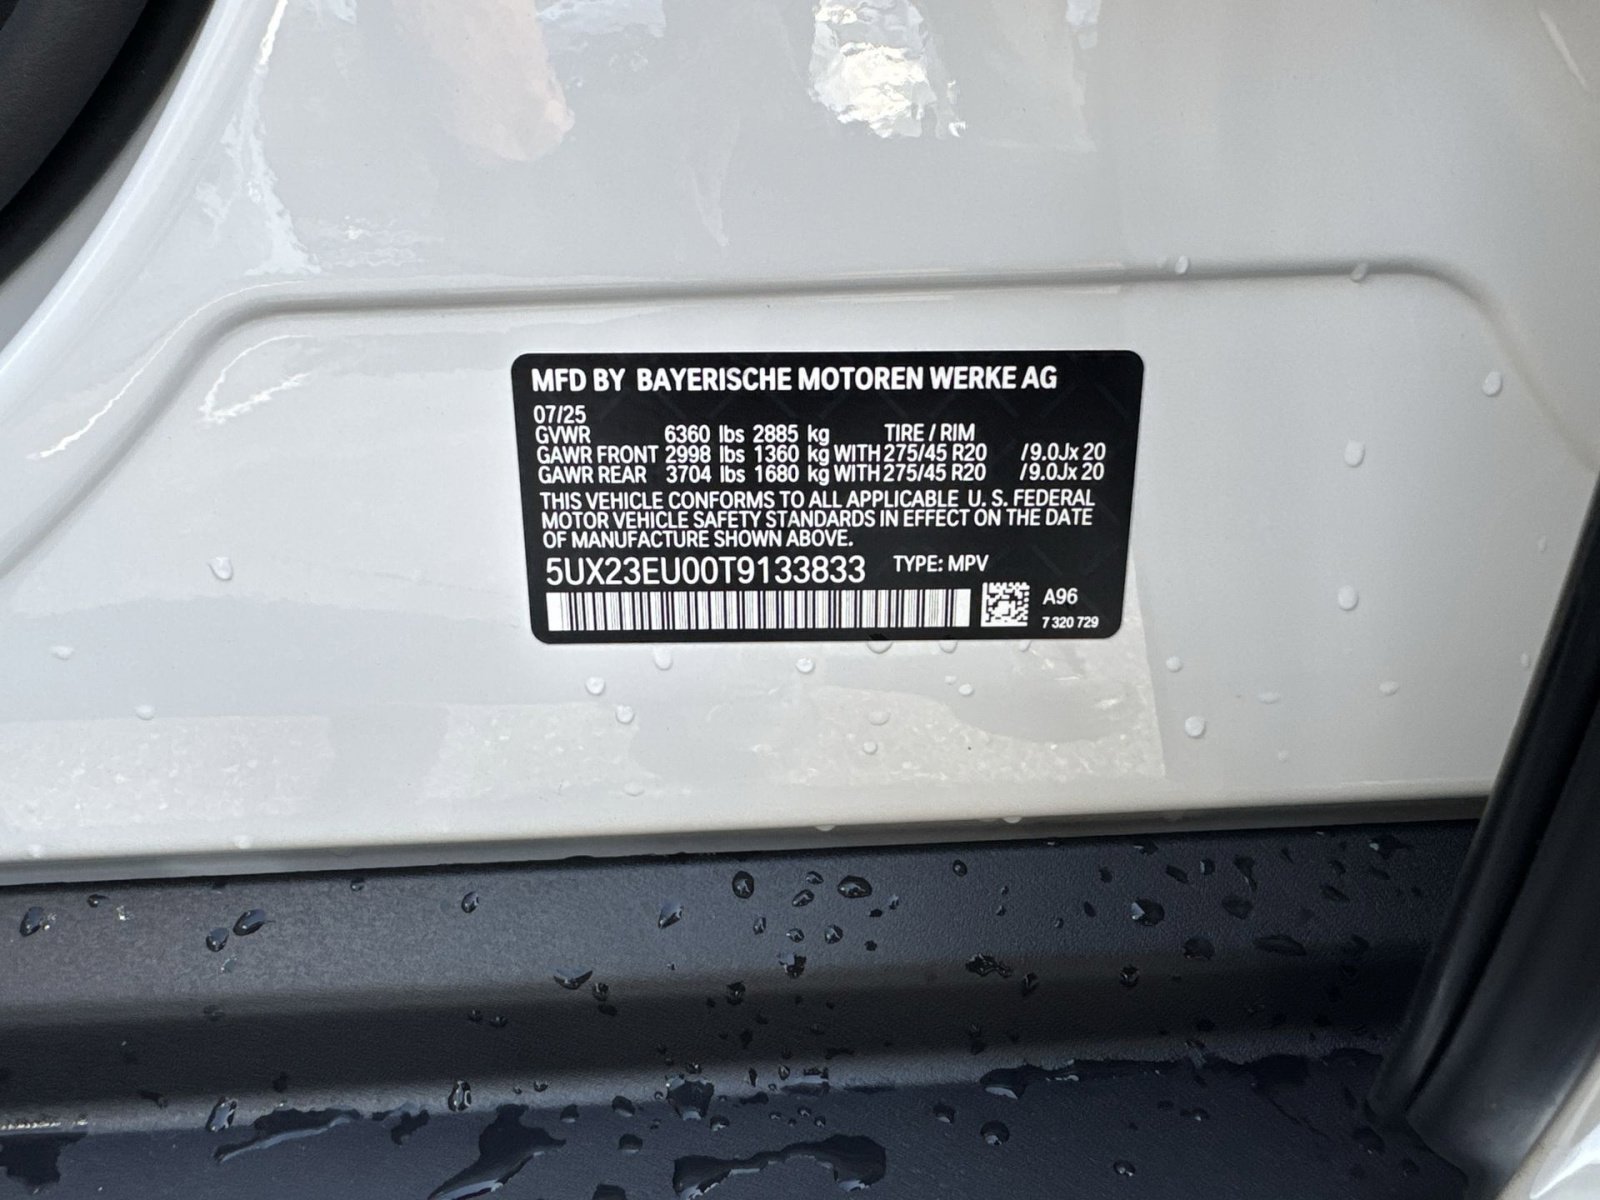 MFD BY BAYERISCHE MOTOREN WERKE AG
07/25
GVWR 6360 lbs 2885 kg TIRE / RIM
GAWR FRONT 2998 lbs 1360 kg WITH 275/45 R20 /9.0Jx 20
GAWR REAR 3704 lbs 1680 kg WITH 275/45 R20 /9.0Jx 20
THIS VEHICLE CONFORMS TO ALL APPLICABLE U. S. FEDERAL
MOTOR VEHICLE SAFETY STANDARDS IN EFFECT ON THE DATE
OF MANUFACTURE SHOWN ABOVE.
5UX23EU00T9133833 TYPE: MPV
A96
7 320 729